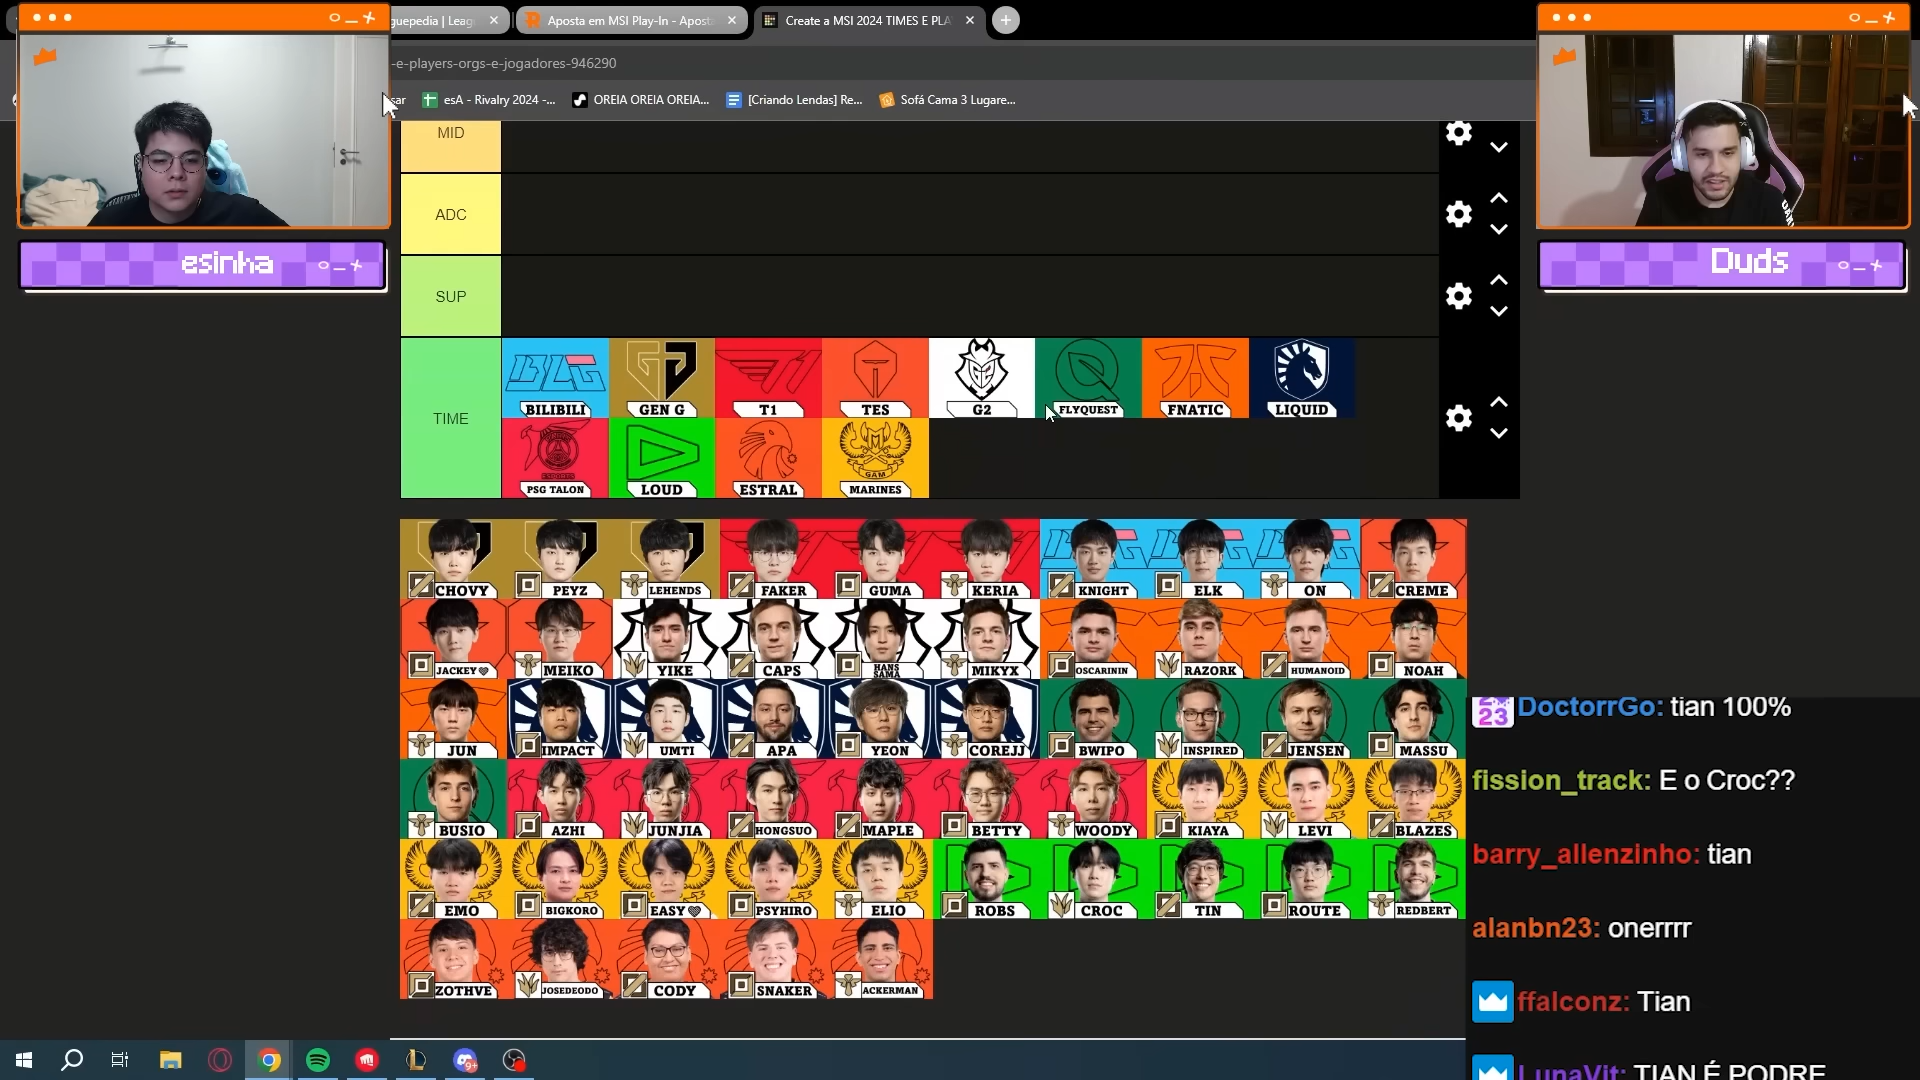 guepedia | Leag
Aposta em MSI Play-In - Aposta
Create a MSI 2024 TIMES E PLA
-e-players-orgs-e-jogadores-946290
sar
esA - Rivalry 2024 -...
OREIA OREIA OREIA...
[Criando Lendas] Re...
Sofá Cama 3 Lugare...
esinha
Duds
MID
ADC
SUP
TIME
BILIBILI
GEN G
T1
TES
G2
FLYQUEST
FNATIC
LIQUID
PSG TALON
LOUD
ESTRAL
MARINES
CHOVY
PEYZ
LEHENDS
FAKER
GUMA
KERIA
KNIGHT
ELK
ON
CREME
JACKEY
MEIKO
YIKE
CAPS
HANS SAMA
MIKYX
OSCARININ
RAZORK
HUMANOID
NOAH
JUN
IMPACT
UMTI
APA
YEON
COREJJ
BWIPO
INSPIRED
JENSEN
MASSU
BUSIO
AZHI
JUNJIA
HONGSUO
MAPLE
BETTY
WOODY
KIAYA
LEVI
BLAZES
EMO
BIGKORO
EASY
PSYHIRO
ELIO
ROBS
CROC
TIN
ROUTE
REDBERT
ZOTHVE
JOSEDEODO
CODY
SNAKER
ACKERMAN
23 DoctorrGo: tian 100%
fission_track: E o Croc??
barry_allenzinho: tian
alanbn23: onerrrr
ffalconz: Tian
LunaVit: TIAN É PODRE